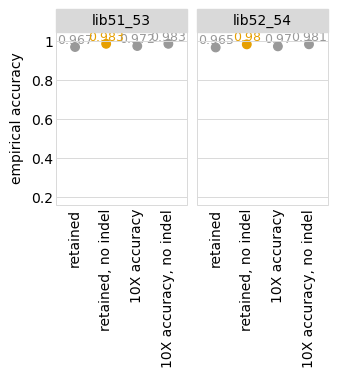 lib51_53 lib52_54
0.967 0.983 0.972 0.983 0.965 0.98 0.97 0.981
empirical accuracy
1
0.8
0.6
0.4
0.2
retained
retained, no indel
10X accuracy
10X accuracy, no indel
retained
retained, no indel
10X accuracy
10X accuracy, no indel